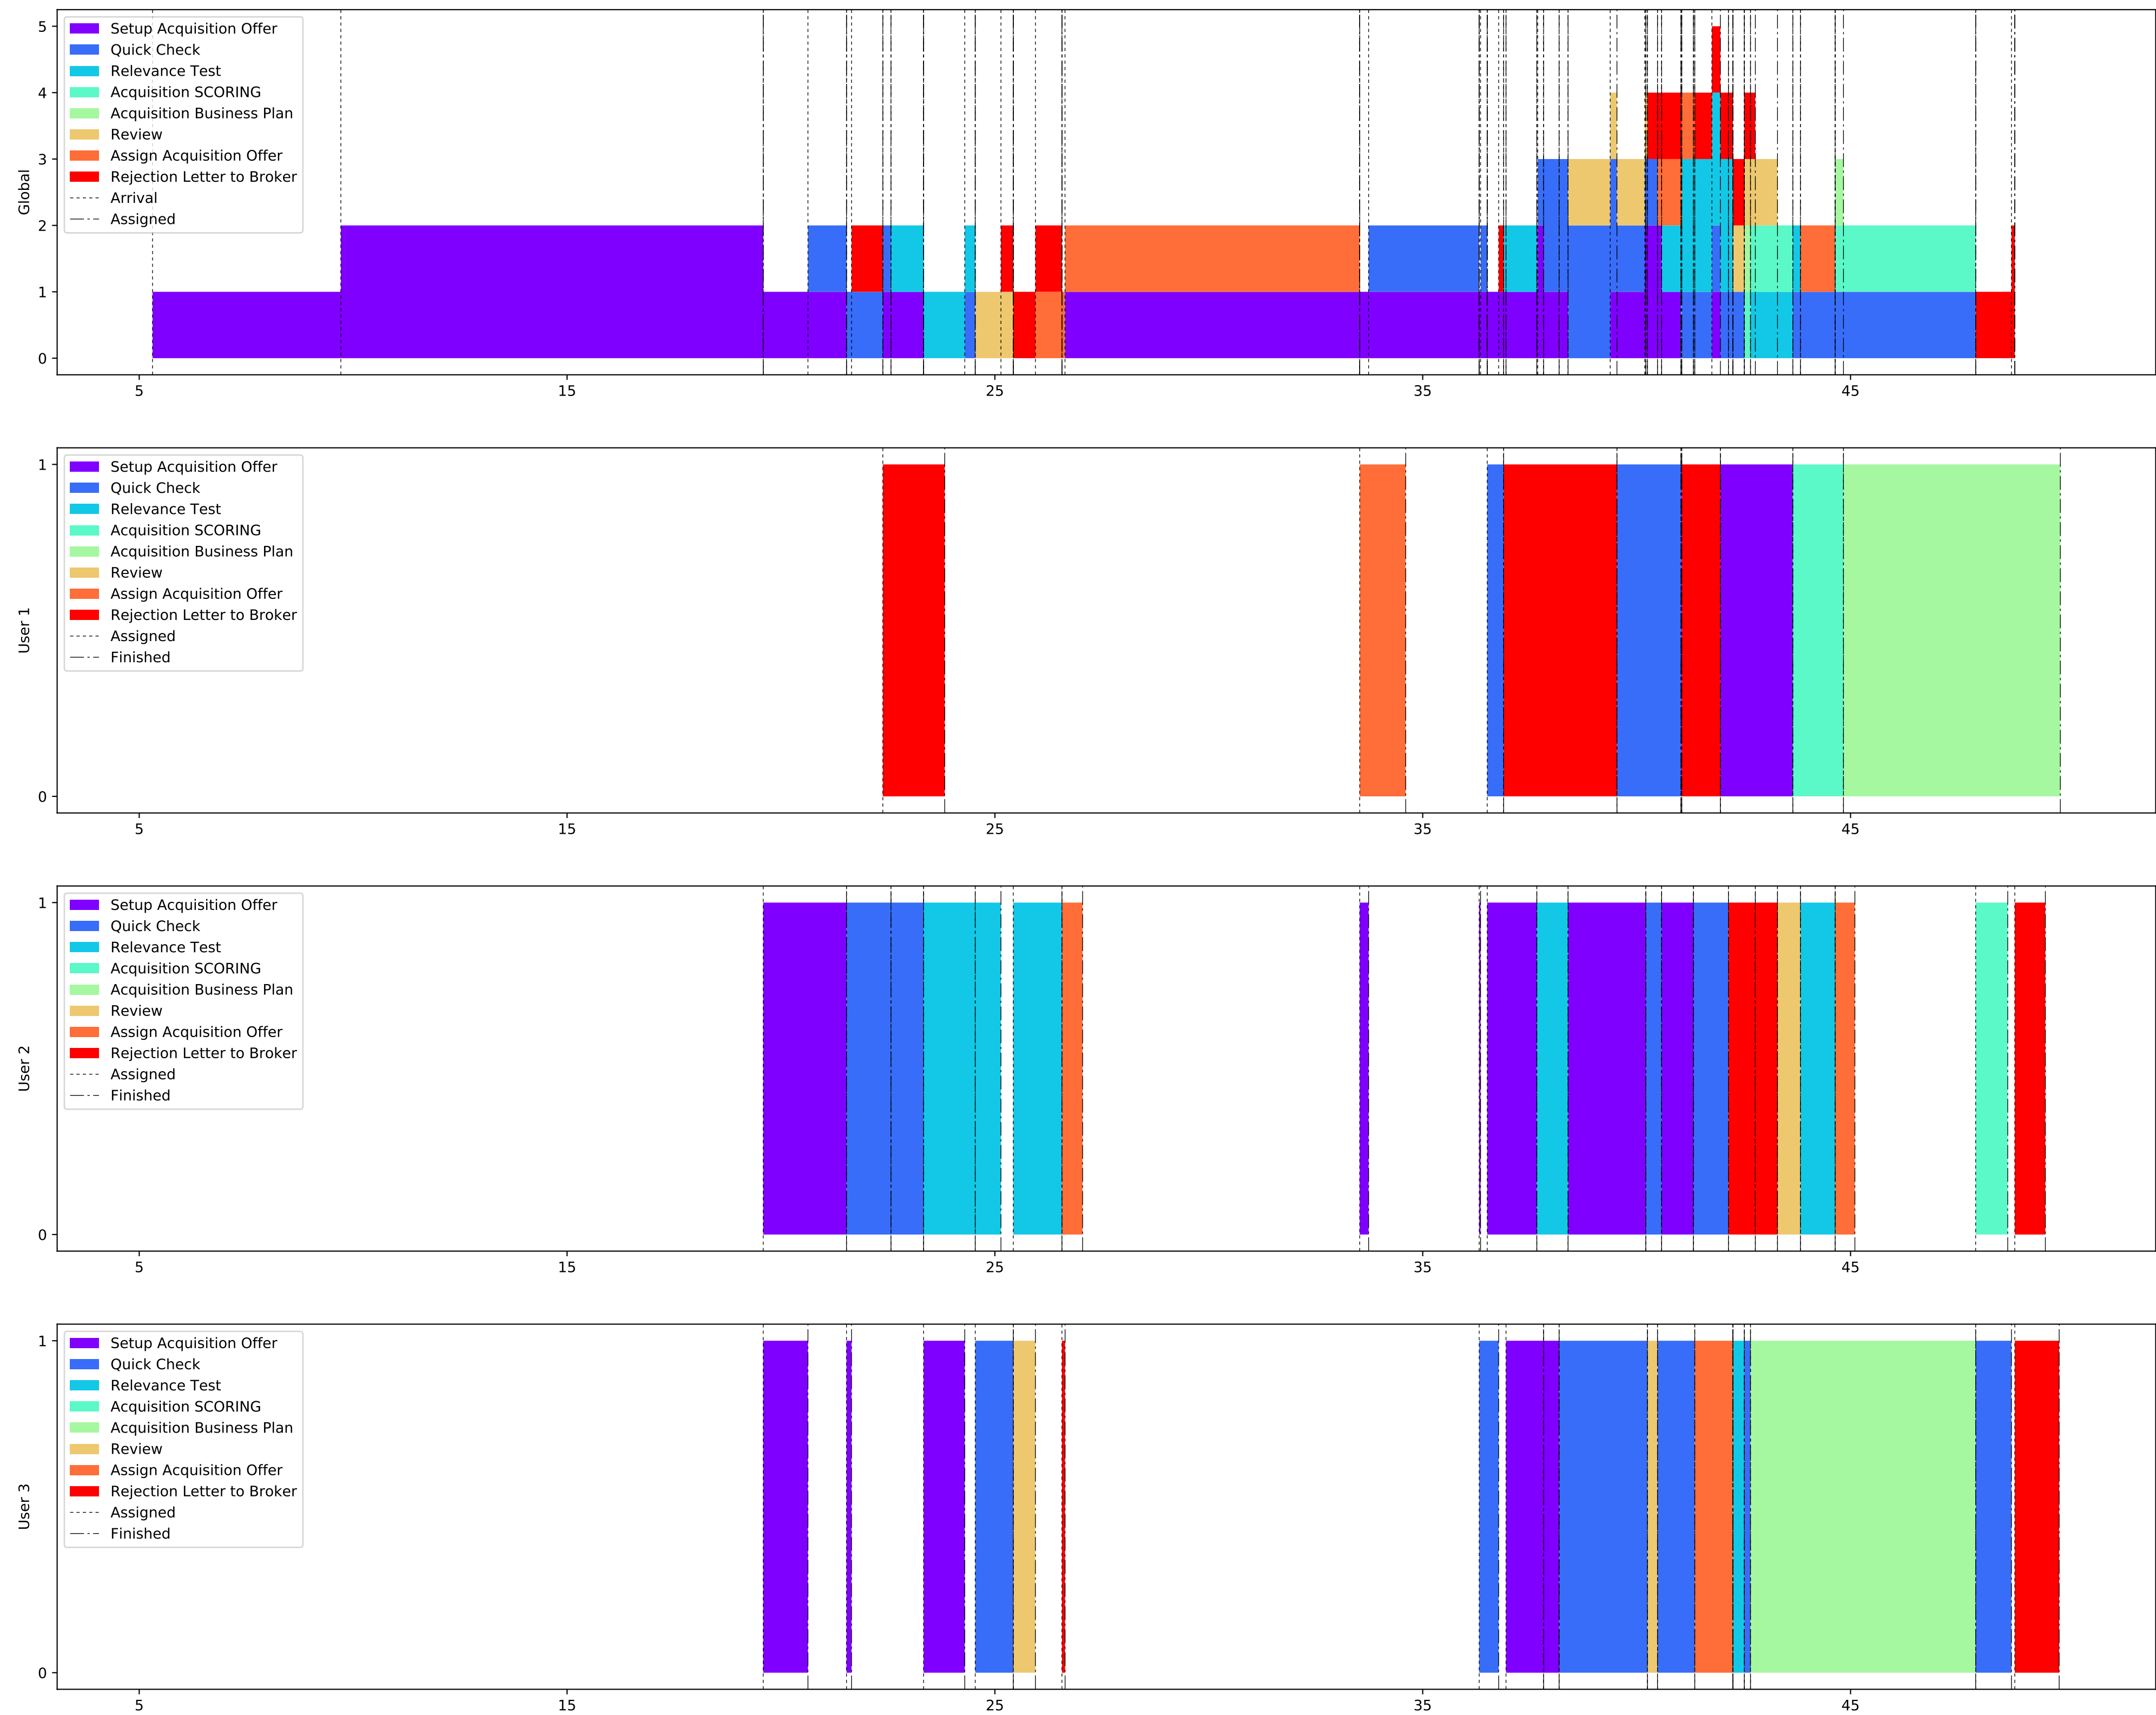 Global
5
4
3
2
1
0
Setup Acquisition Offer
Quick Check
Relevance Test
Acquisition SCORING
Acquisition Business Plan
Review
Assign Acquisition Offer
Rejection Letter to Broker
Arrival
Assigned
5 15 25 35 45
User 1
1
0
Setup Acquisition Offer
Quick Check
Relevance Test
Acquisition SCORING
Acquisition Business Plan
Review
Assign Acquisition Offer
Rejection Letter to Broker
Assigned
Finished
5 15 25 35 45
User 2
1
0
Setup Acquisition Offer
Quick Check
Relevance Test
Acquisition SCORING
Acquisition Business Plan
Review
Assign Acquisition Offer
Rejection Letter to Broker
Assigned
Finished
5 15 25 35 45
User 3
1
0
Setup Acquisition Offer
Quick Check
Relevance Test
Acquisition SCORING
Acquisition Business Plan
Review
Assign Acquisition Offer
Rejection Letter to Broker
Assigned
Finished
5 15 25 35 45